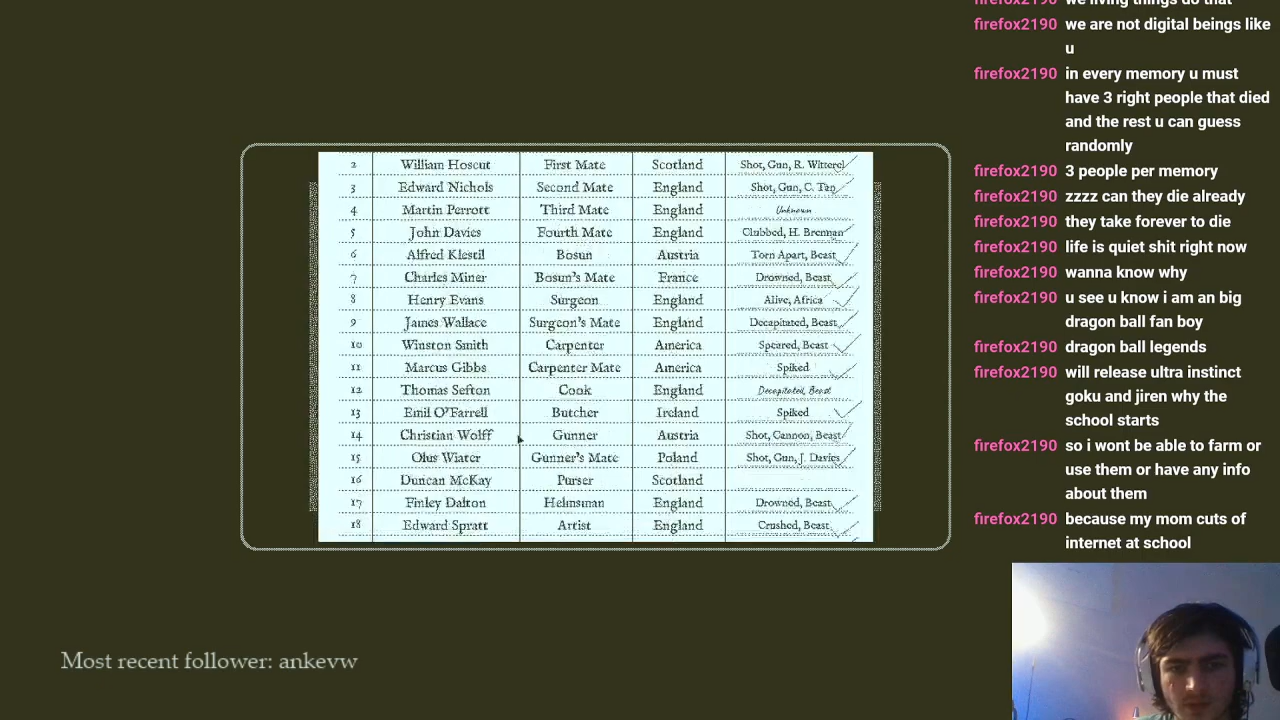 2 William Hoscut First Mate Scotland Shot, Gun, R. Witterel
3 Edward Nichols Second Mate England Shot, Gun, C. Tan
4 Martin Perrott Third Mate England Unknown
5 John Davies Fourth Mate England Clubbed, H. Brennan
6 Alfred Klestil Bosun Austria Torn Apart, Beast
7 Charles Miner Bosun's Mate France Drowned, Beast
8 Henry Evans Surgeon England Alive, Africa
9 James Wallace Surgeon's Mate England Decapitated, Beast
10 Winston Smith Carpenter America Speared, Beast
11 Marcus Gibbs Carpenter Mate America Spiked
12 Thomas Sefton Cook England Decapitated, Beast
13 Emil O'Farrell Butcher Ireland Spiked
14 Christian Wolff Gunner Austria Shot, Cannon, Beast
15 Olus Wiater Gunner's Mate Poland Shot, Gun, J. Davies
16 Duncan McKay Purser Scotland
17 Finley Dalton Helmsman England Drowned, Beast
18 Edward Spratt Artist England Crushed, Beast
Most recent follower: ankevw
firefox2190 we living things do that
firefox2190 we are not digital beings like
u
firefox2190 in every memory u must
have 3 right people that died
and the rest u can guess
randomly
firefox2190 3 people per memory
firefox2190 zzzz can they die already
firefox2190 they take forever to die
firefox2190 life is quiet shit right now
firefox2190 wanna know why
firefox2190 u see u know i am an big
dragon ball fan boy
firefox2190 dragon ball legends
firefox2190 will release ultra instinct
goku and jiren why the
school starts
firefox2190 so i wont be able to farm or
use them or have any info
about them
firefox2190 because my mom cuts of
internet at school